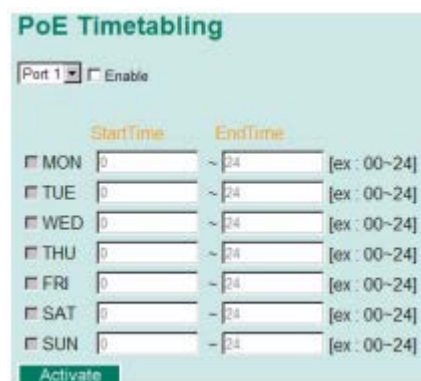 PoE Timetabling
Port 1 Enable
StartTime EndTime
MON 0 ~ 24 [ex : 00~24]
TUE 0 ~ 24 [ex : 00~24]
WED 0 ~ 24 [ex : 00~24]
THU 0 ~ 24 [ex : 00~24]
FRI 0 ~ 24 [ex : 00~24]
SAT 0 ~ 24 [ex : 00~24]
SUN 0 ~ 24 [ex : 00~24]
Activate